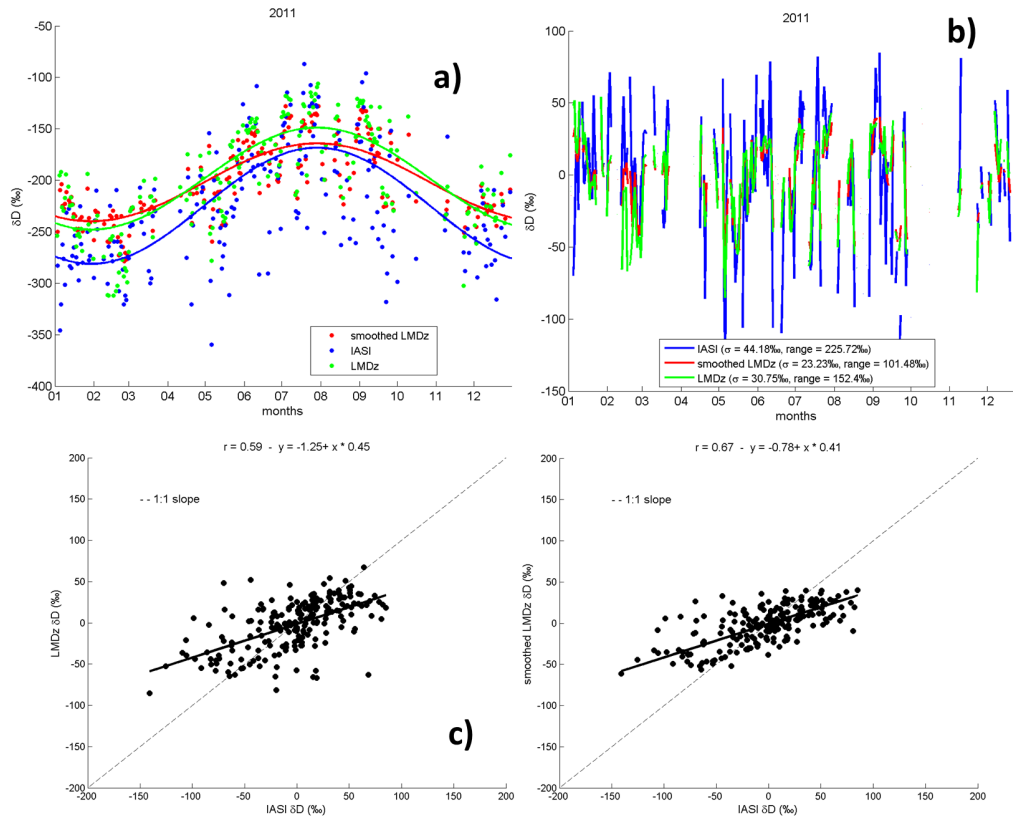 2011
a)
δD (‰)
-50
-100
-150
-200
-250
-300
-350
-400
01 02 03 04 05 06 07 08 09 10 11 12
months
smoothed LMDz
IASI
LMDz
2011
b)
δD (‰)
100
50
0
-50
-100
-150
01 02 03 04 05 06 07 08 09 10 11 12
months
IASI (σ = 44.18‰, range = 225.72‰)
smoothed LMDz (σ = 23.23‰, range = 101.48‰)
LMDz (σ = 30.75‰, range = 152.4‰)
r = 0.59 - y = -1.25+ x * 0.45
- - 1:1 slope
LMDz δD (‰)
200
150
100
50
0
-50
-100
-150
-200
-200 -150 -100 -50 0 50 100 150 200
IASI δD (‰)
c)
r = 0.67 - y = -0.78+ x * 0.41
- - 1:1 slope
smoothed LMDz δD (‰)
200
150
100
50
0
-50
-100
-150
-200
-200 -150 -100 -50 0 50 100 150 200
IASI δD (‰)